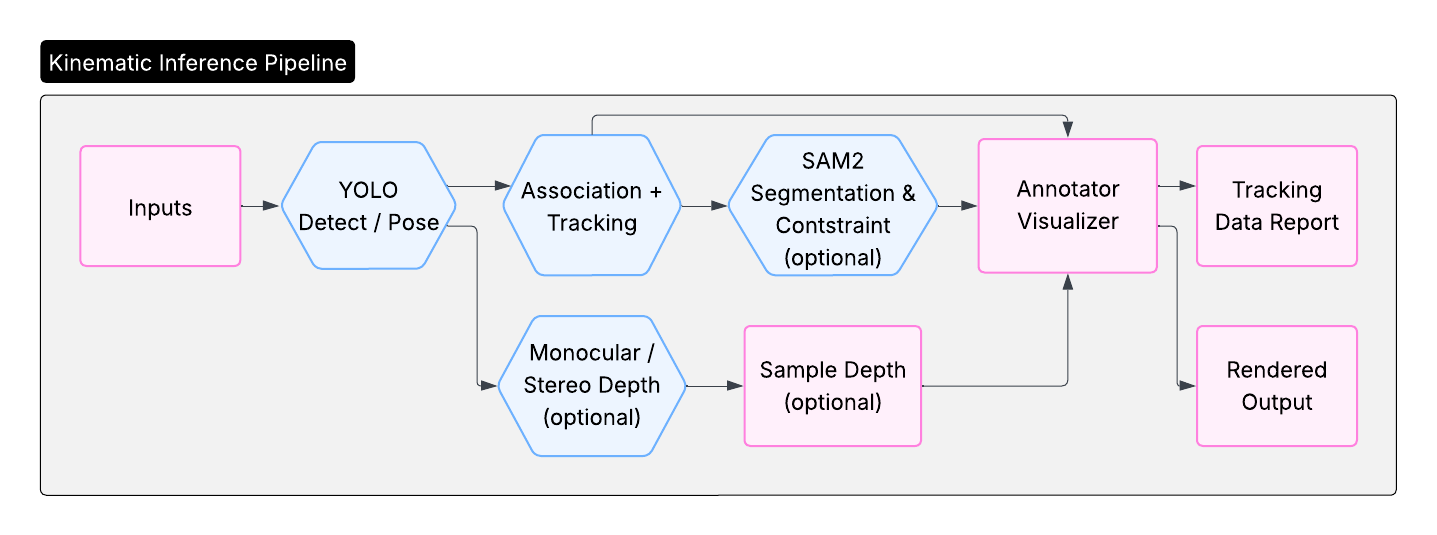 Kinematic Inference Pipeline
Inputs
YOLO
Detect / Pose
Association +
Tracking
SAM2
Segmentation &
Contstraint
(optional)
Annotator
Visualizer
Tracking
Data Report
Monocular /
Stereo Depth
(optional)
Sample Depth
(optional)
Rendered
Output